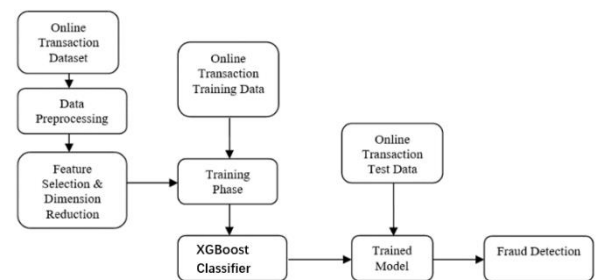 Online
Transaction
Dataset
Data
Preprocessing
Feature
Selection &
Dimension
Reduction
Online
Transaction
Training Data
Training
Phase
XGBoost
Classifier
Online
Transaction
Test Data
Trained
Model
Fraud Detection